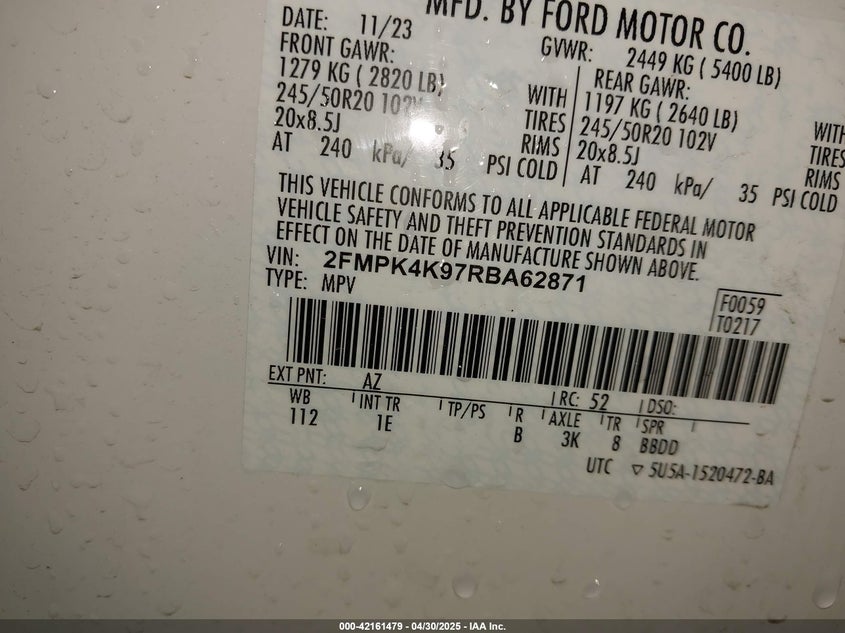 MFD. BY FORD MOTOR CO.
DATE: 11/23 GVWR: 2449 KG ( 5400 LB)
FRONT GAWR: REAR GAWR:
1279 KG ( 2820 LB) WITH 1197 KG ( 2640 LB) WITH
245/50R20 102V TIRES 245/50R20 102V TIRES
20x8.5J RIMS 20x8.5J RIMS
AT 240 kPa/ 35 PSI COLD AT 240 kPa/ 35 PSI COLD
THIS VEHICLE CONFORMS TO ALL APPLICABLE FEDERAL MOTOR
VEHICLE SAFETY AND THEFT PREVENTION STANDARDS IN
EFFECT ON THE DATE OF MANUFACTURE SHOWN ABOVE.
VIN: 2FMPK4K97RBA62871
TYPE: MPV
F0059
T0217
EXT PNT: AZ RC: 52 DSO:
WB INT TR TP/PS R AXLE TR SPR
112 1E B 3K 8 BBDD
UTC ▽ 5U5A-1520472-BA
000-42161479 - 04/30/2025 - IAA Inc.